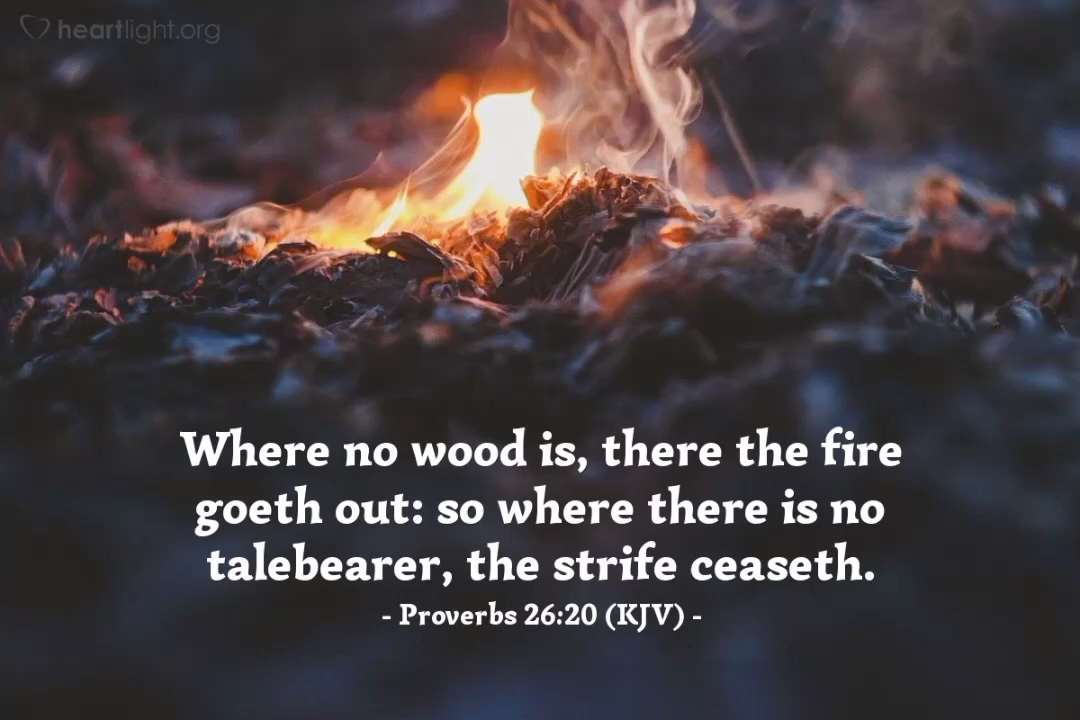 heartlight.org
Where no wood is, there the fire
goeth out: so where there is no
talebearer, the strife ceaseth.
- Proverbs 26:20 (KJV) -